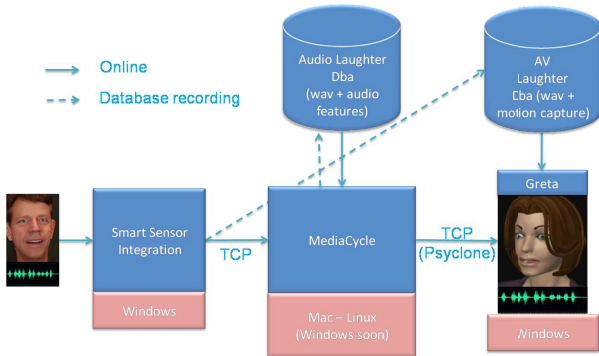 Online
Database recording
Audio Laughter
Dba
(wav + audio
features)
AV
Laughter
Dba (wav +
motion capture)
Smart Sensor
Integration
Windows
TCP
MediaCycle
Mac – Linux
(Windows soon)
TCP
(Psyclone)
Greta
Windows